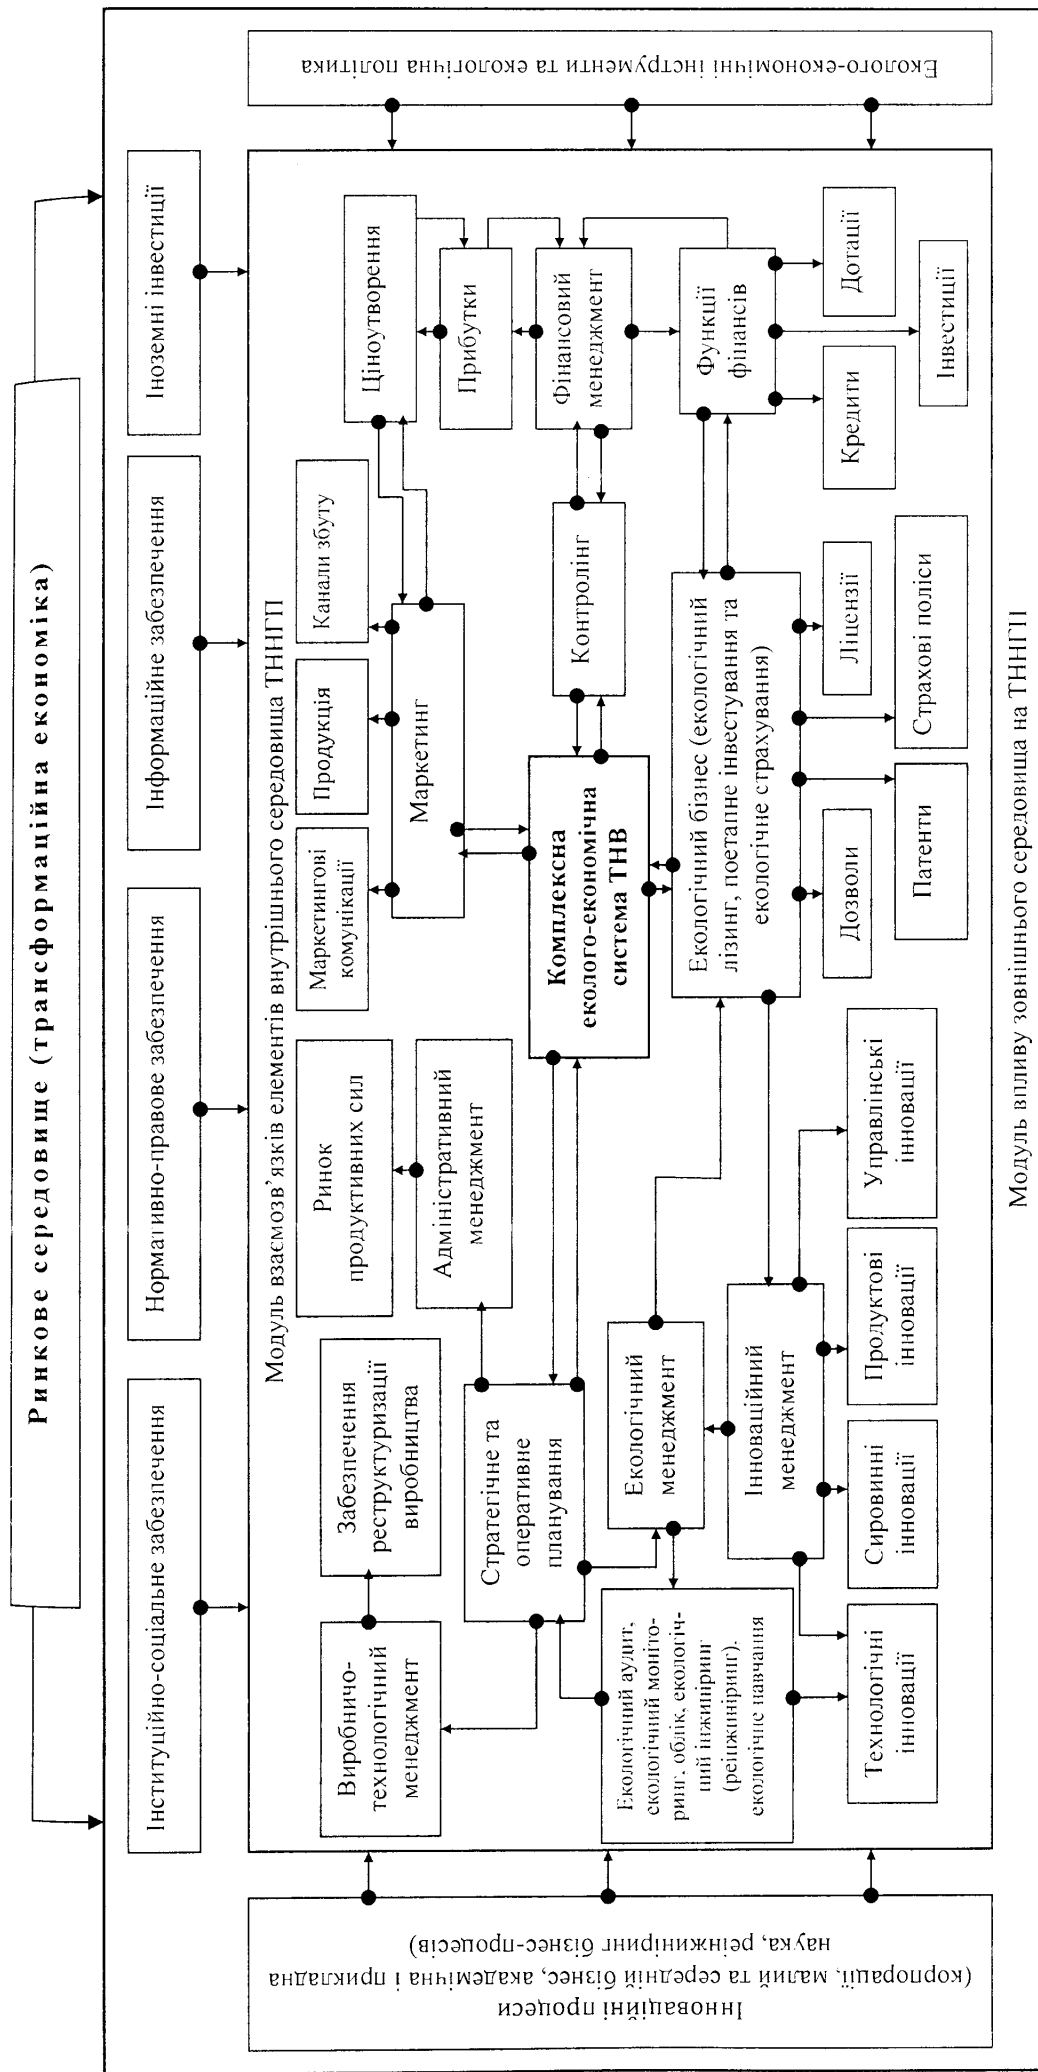 Ринкове середовище (трансформаційна економіка)
Інституційно-соціальне забезпечення
Нормативно-правове забезпечення
Інформаційне забезпечення
Іноземні інвестиції
Інноваційні процеси
(корпорації, малий та середній бізнес, академічна і прикладна
наука, реінжиніринг бізнес-процесів)
Модуль взаємозв'язків елементів внутрішнього середовища ТННГП
Виробничо-
технологічний
менеджмент
Забезпечення
реструктуризації
виробництва
Ринок
продуктивних сил
Адміністративний
менеджмент
Маркетингові
комунікації
Продукція
Канали збуту
Маркетинг
Ціноутворення
Прибутки
Стратегічне та
оперативне
планування
Комплексна
еколого-економічна
система ТНВ
Контролінг
Фінансовий
менеджмент
Екологічний аудит,
екологічний моніто-
ринг, облік, екологіч-
ний інжиніринг
(реінжиніринг),
екологічне навчання
Екологічний
менеджмент
Інноваційний
менеджмент
Екологічний бізнес (екологічний
лізинг, поетапне інвестування та
екологічне страхування)
Функції
фінансів
Технологічні
інновації
Сировинні
інновації
Продуктові
інновації
Управлінські
інновації
Дозволи
Патенти
Страхові поліси
Ліцензії
Кредити
Інвестиції
Дотації
Еколого-економічні інструменти та екологічна політика
Модуль впливу зовнішнього середовища на ТННГП